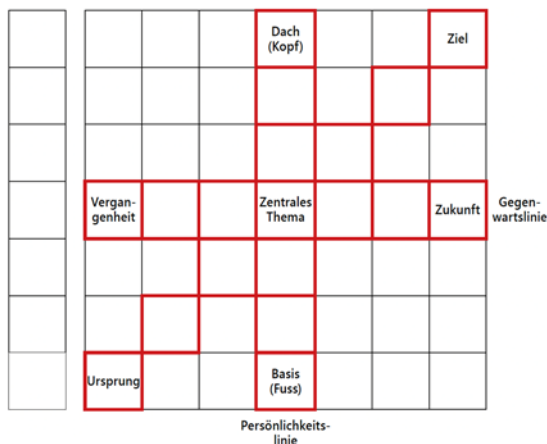 Dach
(Kopf)
Ziel
Vergan-
genheit
Zentrales
Thema
Zukunft
Gegen-
wartslinie
Ursprung
Basis
(Fuss)
Persönlichkeits-
linie